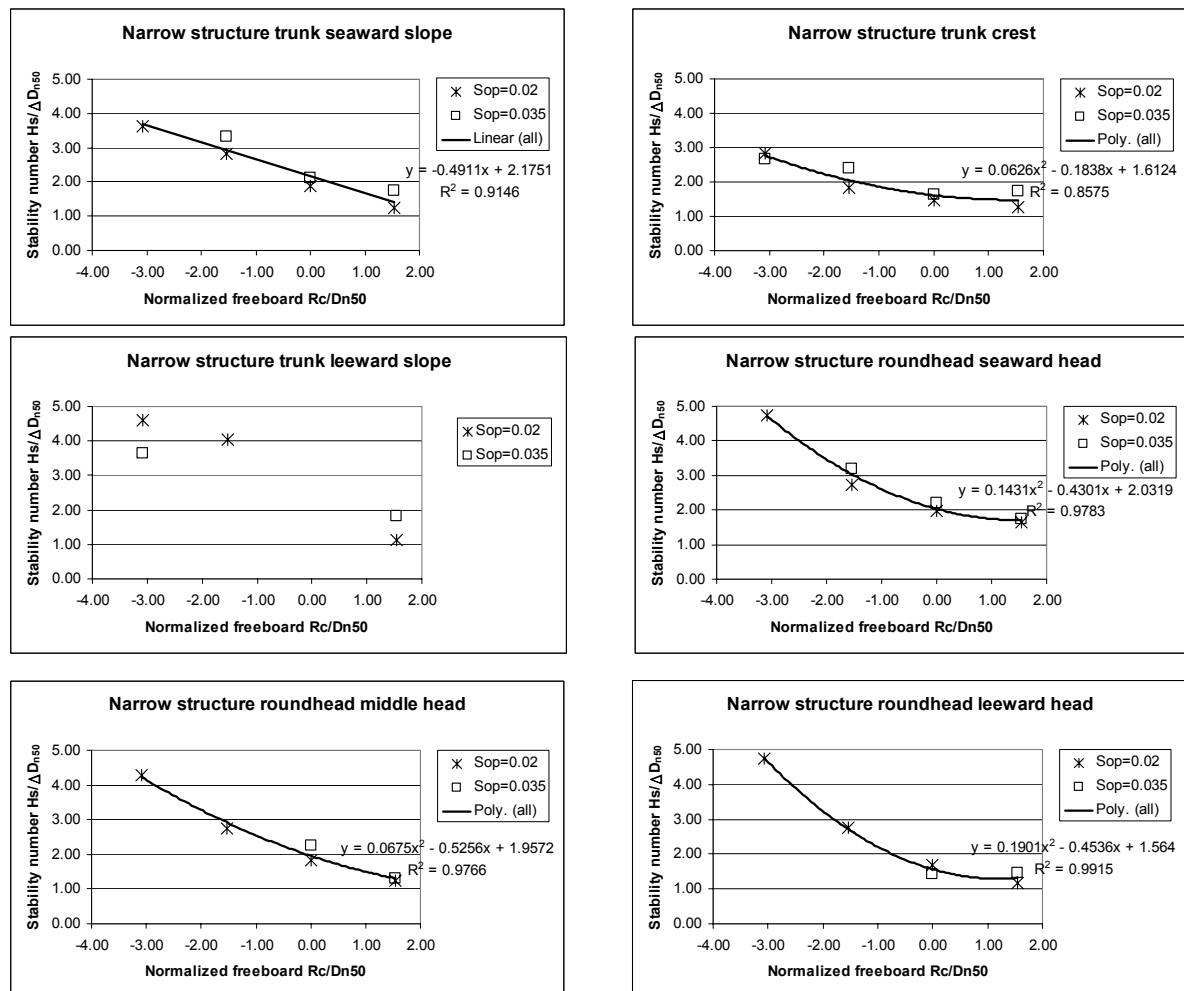 Narrow structure trunk seaward slope
Stability number Hs/ΔDn50
5.00
4.00
3.00
2.00
1.00
0.00
-4.00 -3.00 -2.00 -1.00 0.00 1.00 2.00
Normalized freeboard Rc/Dn50
Sop=0.02
Sop=0.035
Linear (all)
y = -0.4911x + 2.1751
R² = 0.9146
Narrow structure trunk crest
Stability number Hs/ΔDn50
5.00
4.00
3.00
2.00
1.00
0.00
-4.00 -3.00 -2.00 -1.00 0.00 1.00 2.00
Normalized freeboard Rc/Dn50
Sop=0.02
Sop=0.035
Poly. (all)
y = 0.0626x² - 0.1838x + 1.6124
R² = 0.8575
Narrow structure trunk leeward slope
Stability number Hs/ΔDn50
5.00
4.00
3.00
2.00
1.00
0.00
-4.00 -3.00 -2.00 -1.00 0.00 1.00 2.00
Normalized freeboard Rc/Dn50
Sop=0.02
Sop=0.035
Narrow structure roundhead seaward head
Stability number Hs/ΔDn50
5.00
4.00
3.00
2.00
1.00
0.00
-4.00 -3.00 -2.00 -1.00 0.00 1.00 2.00
Normalized freeboard Rc/Dn50
Sop=0.02
Sop=0.035
Poly. (all)
y = 0.1431x² - 0.4301x + 2.0319
R² = 0.9783
Narrow structure roundhead middle head
Stability number Hs/ΔDn50
5.00
4.00
3.00
2.00
1.00
0.00
-4.00 -3.00 -2.00 -1.00 0.00 1.00 2.00
Normalized freeboard Rc/Dn50
Sop=0.02
Sop=0.035
Poly. (all)
y = 0.0675x² - 0.5256x + 1.9572
R² = 0.9766
Narrow structure roundhead leeward head
Stability number Hs/ΔDn50
5.00
4.00
3.00
2.00
1.00
0.00
-4.00 -3.00 -2.00 -1.00 0.00 1.00 2.00
Normalized freeboard Rc/Dn50
Sop=0.02
Sop=0.035
Poly. (all)
y = 0.1901x² - 0.4536x + 1.564
R² = 0.9915